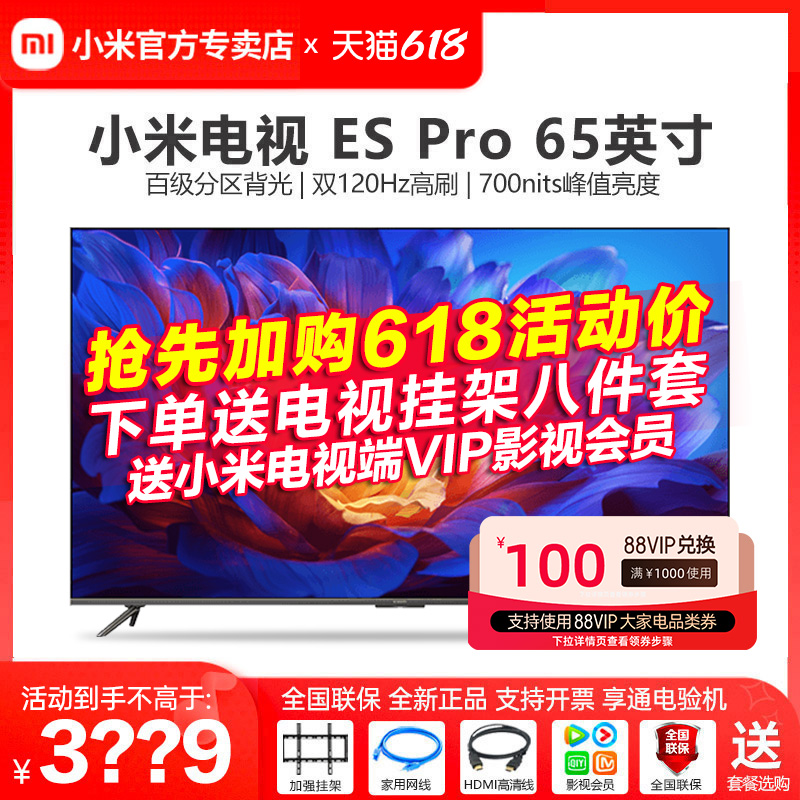 小米官方专卖店 x 天猫618
小米电视 ES Pro 65英寸
百级分区背光 | 双120Hz高刷 | 700nits峰值亮度
抢先加购618活动价
下单送电视挂架八件套
送小米电视端VIP影视会员
¥100 88VIP兑换
满¥1000使用
支持使用88VIP大家电品类券
下拉详情页查看领券步骤
活动到手不高于:
¥3??9
全国联保 全新正品 支持开票 享通电验机
加强挂架
家用网线
HDMI高清线
iQIYI
影视会员
全国
联保
全国联保
送
套餐选购